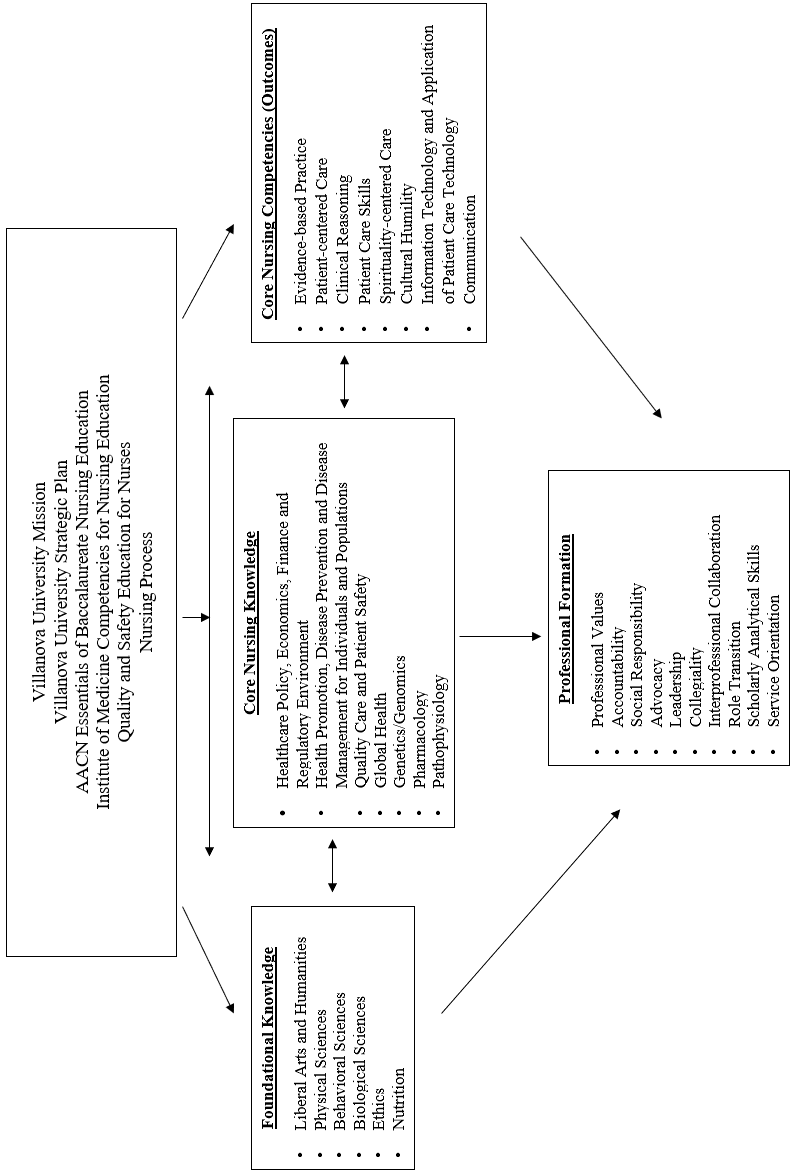 Villanova University Mission
Villanova University Strategic Plan
AACN Essentials of Baccalaureate Nursing Education
Institute of Medicine Competencies for Nursing Education
Quality and Safety Education for Nurses
Nursing Process
Foundational Knowledge
• Liberal Arts and Humanities
• Physical Sciences
• Behavioral Sciences
• Biological Sciences
• Ethics
• Nutrition
Core Nursing Knowledge
• Healthcare Policy, Economics, Finance and
Regulatory Environment
• Health Promotion, Disease Prevention and Disease
Management for Individuals and Populations
• Quality Care and Patient Safety
• Global Health
• Genetics/Genomics
• Pharmacology
• Pathophysiology
Core Nursing Competencies (Outcomes)
• Evidence-based Practice
• Patient-centered Care
• Clinical Reasoning
• Patient Care Skills
• Spirituality-centered Care
• Cultural Humility
• Information Technology and Application
of Patient Care Technology
• Communication
Professional Formation
• Professional Values
• Accountability
• Social Responsibility
• Advocacy
• Leadership
• Collegiality
• Interprofessional Collaboration
• Role Transition
• Scholarly Analytical Skills
• Service Orientation